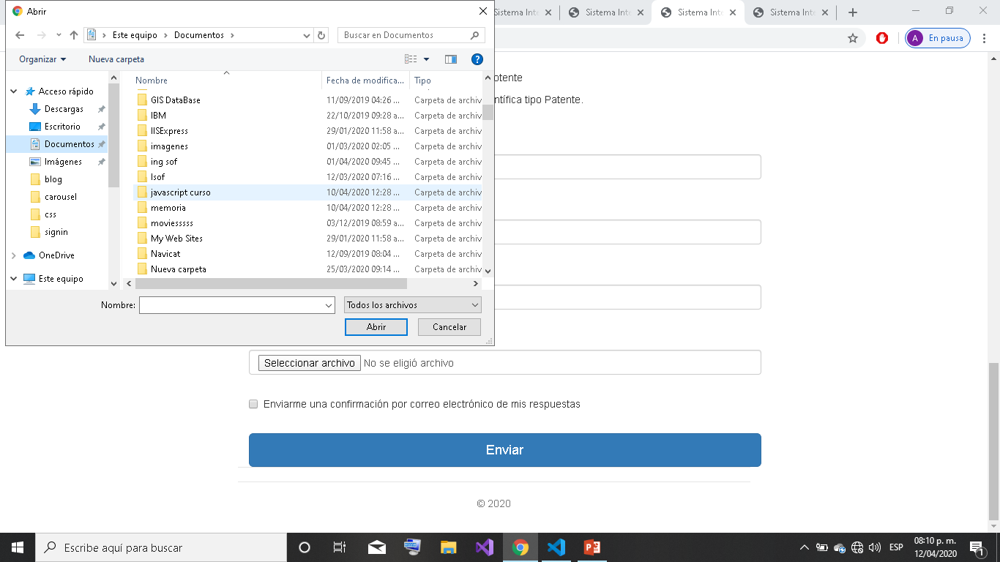 Abrir
Sistema Inte
Sistema Inte
Sistema Inte
Sistema Inte
Este equipo > Documentos >
Buscar en Documentos
A En pausa
Organizar
Nueva carpeta
Nombre Fecha de modifica... Tipo
Acceso rápido
Descargas
Escritorio
Documentos
Imágenes
blog
carousel
css
signin
OneDrive
Este equipo
GIS DataBase 11/09/2019 04:26 ... Carpeta de archiv
IBM 22/10/2019 09:28 a... Carpeta de archiv
IISExpress 29/01/2020 11:58 a... Carpeta de archiv
imagenes 01/03/2020 02:05 ... Carpeta de archiv
ing sof 01/04/2020 09:45 ... Carpeta de archiv
Isof 12/03/2020 07:16 ... Carpeta de archiv
javascript curso 10/04/2020 12:28 ... Carpeta de archiv
memoria 10/04/2020 12:28 ... Carpeta de archiv
moviesssss 03/12/2019 08:59 a... Carpeta de archiv
My Web Sites 29/01/2020 11:58 a... Carpeta de archiv
Navicat 12/09/2019 08:04 ... Carpeta de archiv
Nueva carpeta 25/03/2020 09:14 ... Carpeta de archiv
Nombre:
Todos los archivos
Abrir
Cancelar
otente
ntífica tipo Patente.
Seleccionar archivo No se eligió archivo
Enviarme una confirmación por correo electrónico de mis respuestas
Enviar
© 2020
Escribe aquí para buscar
ESP
08:10 p. m.
12/04/2020
1